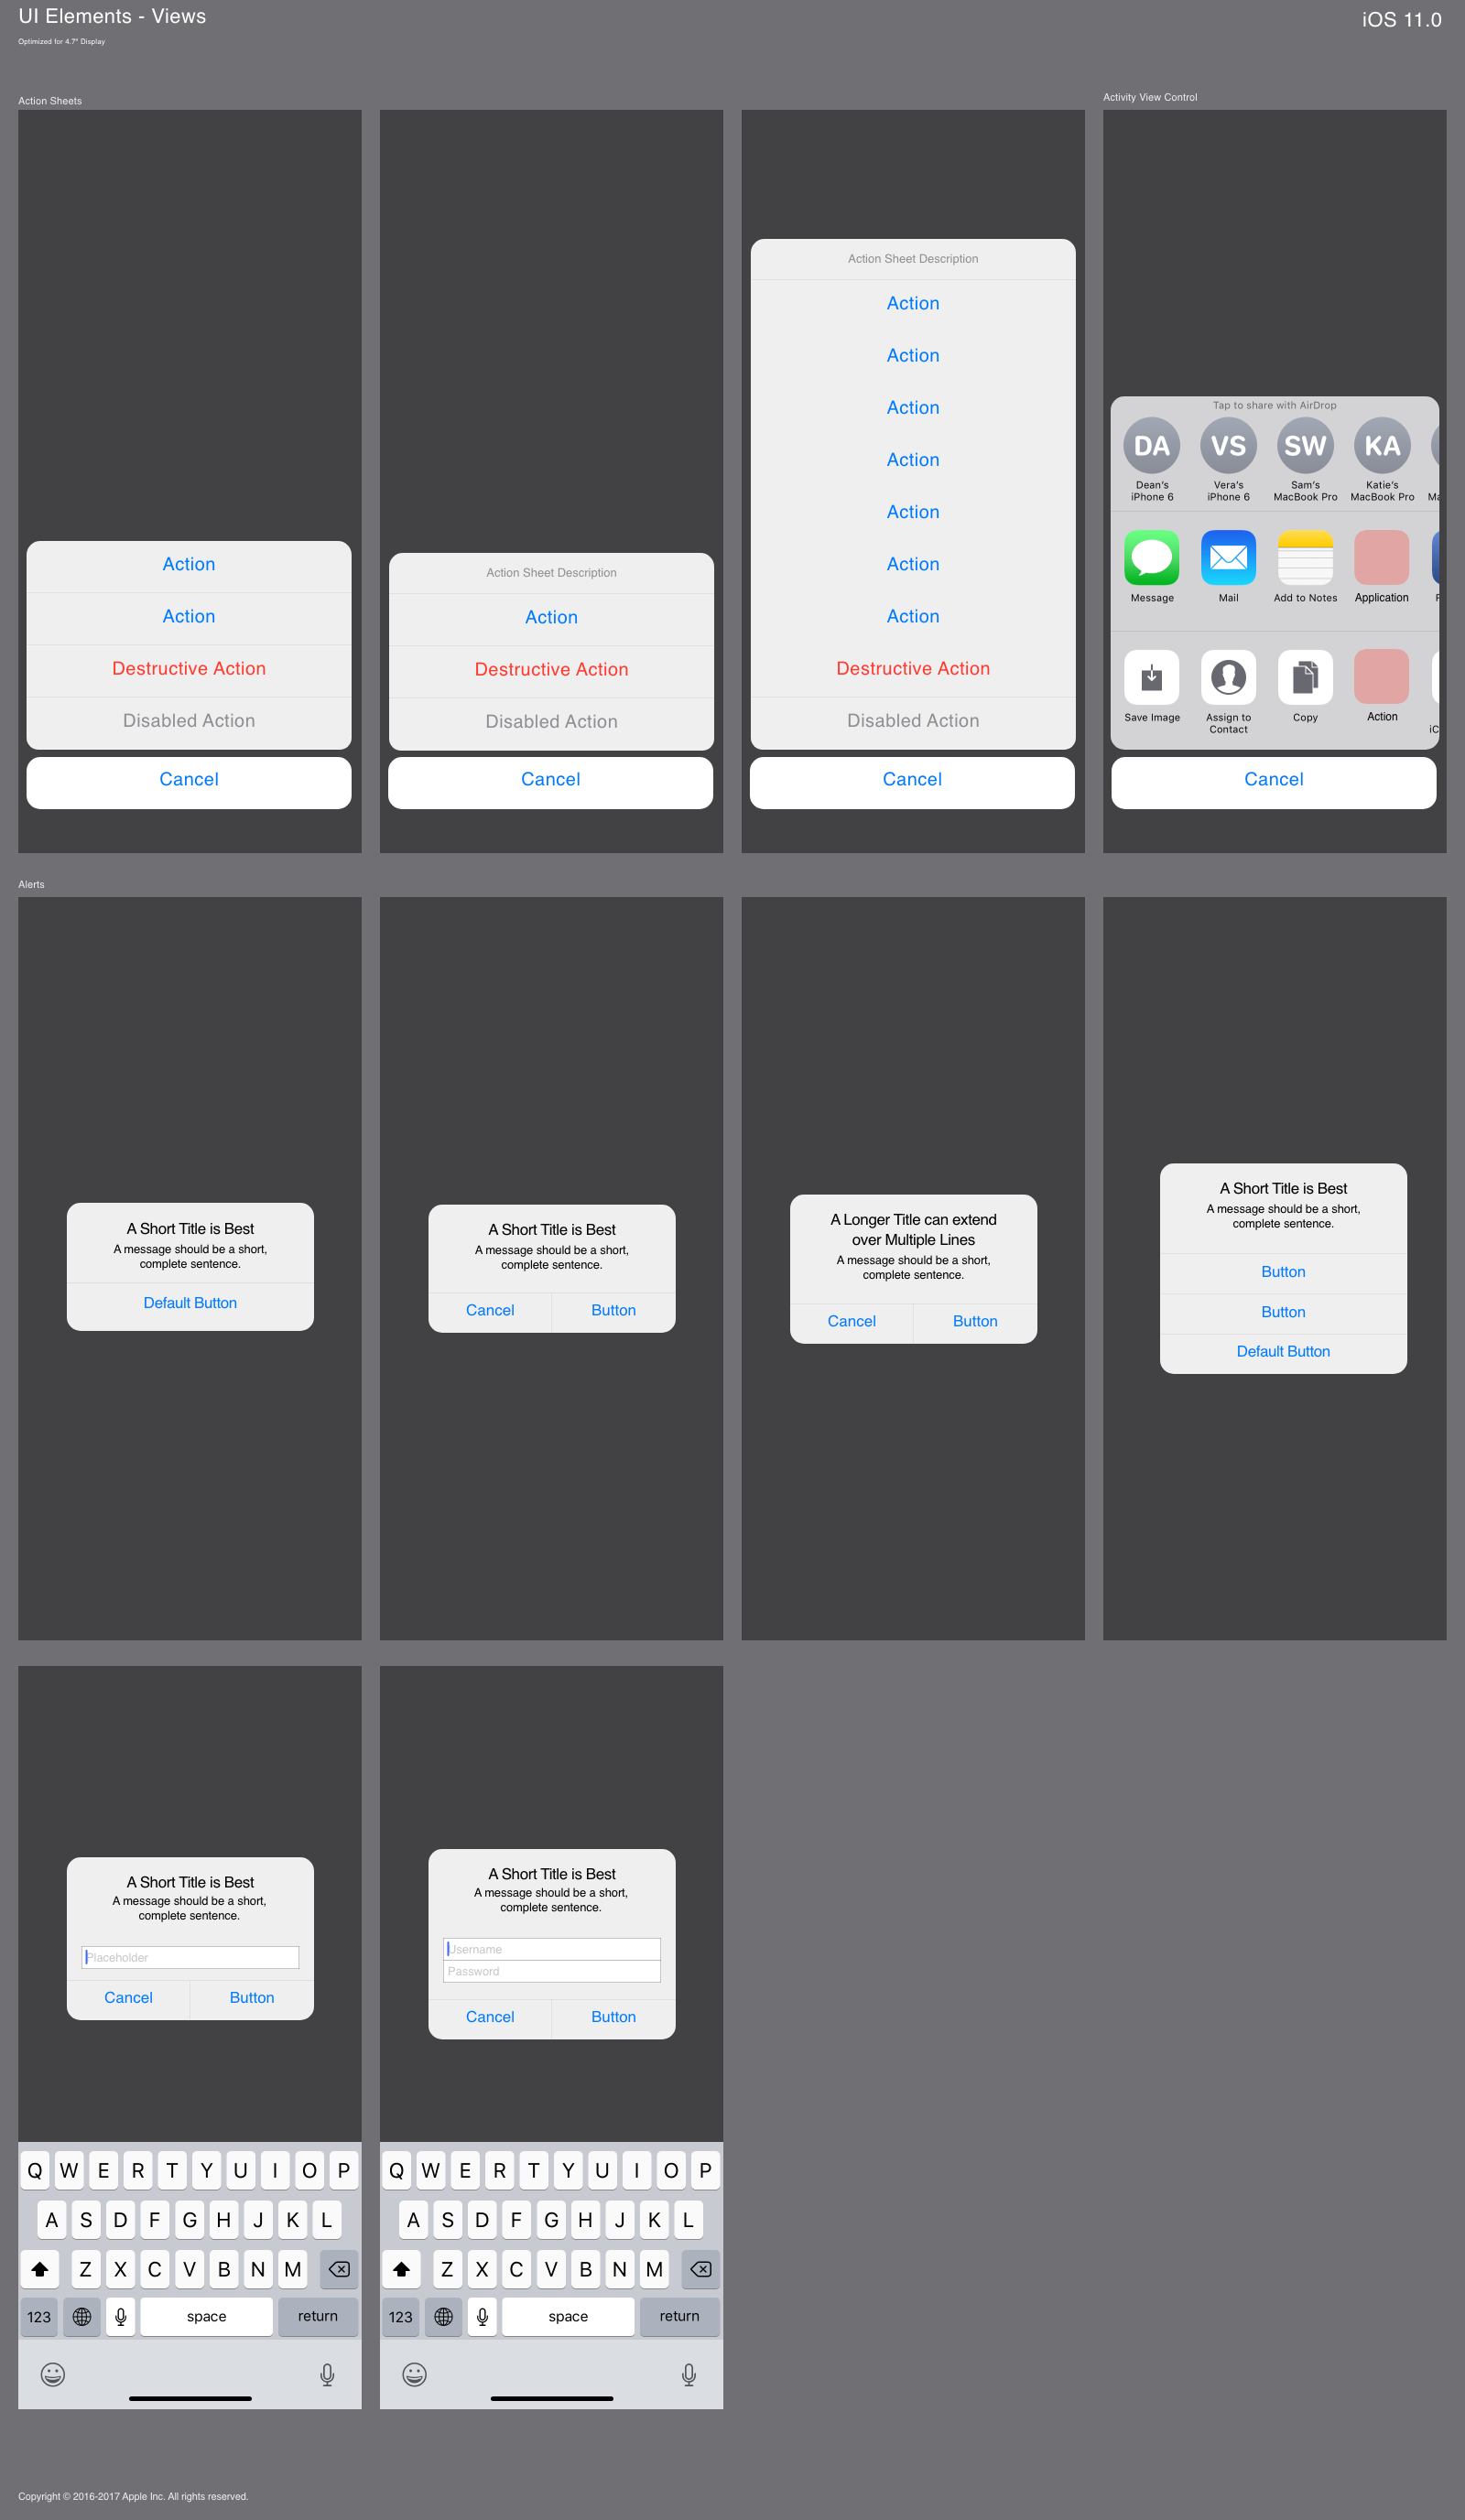 UI Elements - Views
iOS 11.0
Optimized for 4.7" Display
Action Sheets
Action
Action
Destructive Action
Disabled Action
Cancel
Action Sheet Description
Action
Destructive Action
Disabled Action
Cancel
Action Sheet Description
Action
Action
Action
Action
Action
Action
Action
Destructive Action
Disabled Action
Cancel
Activity View Control
Tap to share with AirDrop
DA VS SW KA
Dean's Vera's Sam's Katie's
iPhone 6 iPhone 6 MacBook Pro MacBook Pro Ma
Message Mail Add to Notes Application
Save Image Assign to Copy Action
Contact iC
Cancel
Alerts
A Short Title is Best
A message should be a short,
complete sentence.
Default Button
A Short Title is Best
A message should be a short,
complete sentence.
Cancel Button
A Longer Title can extend
over Multiple Lines
A message should be a short,
complete sentence.
Cancel Button
A Short Title is Best
A message should be a short,
complete sentence.
Button
Button
Default Button
A Short Title is Best
A message should be a short,
complete sentence.
Placeholder
Cancel Button
Q W E R T Y U I O P
A S D F G H J K L
Z X C V B N M
123 space return
A Short Title is Best
A message should be a short,
complete sentence.
Username
Password
Cancel Button
Q W E R T Y U I O P
A S D F G H J K L
Z X C V B N M
123 space return
Copyright © 2016-2017 Apple Inc. All rights reserved.